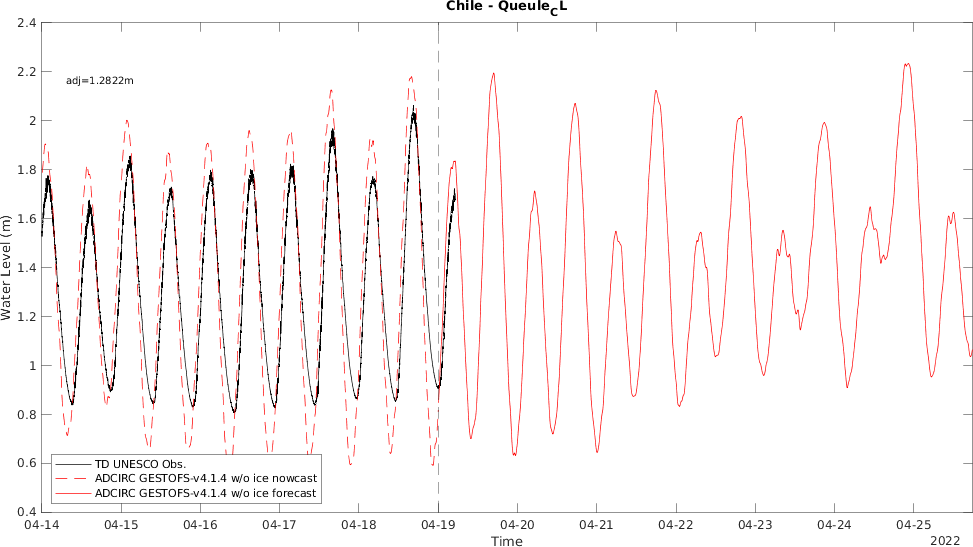 Chile - Queule_CL
2.4
2.2
2
1.8
1.6
1.4
1.2
1
0.8
0.6
0.4
Water Level (m)
adj=1.2822m
TD UNESCO Obs.
ADCIRC GESTOFS-v4.1.4 w/o ice nowcast
ADCIRC GESTOFS-v4.1.4 w/o ice forecast
04-14 04-15 04-16 04-17 04-18 04-19 04-20 04-21 04-22 04-23 04-24 04-25
Time
2022